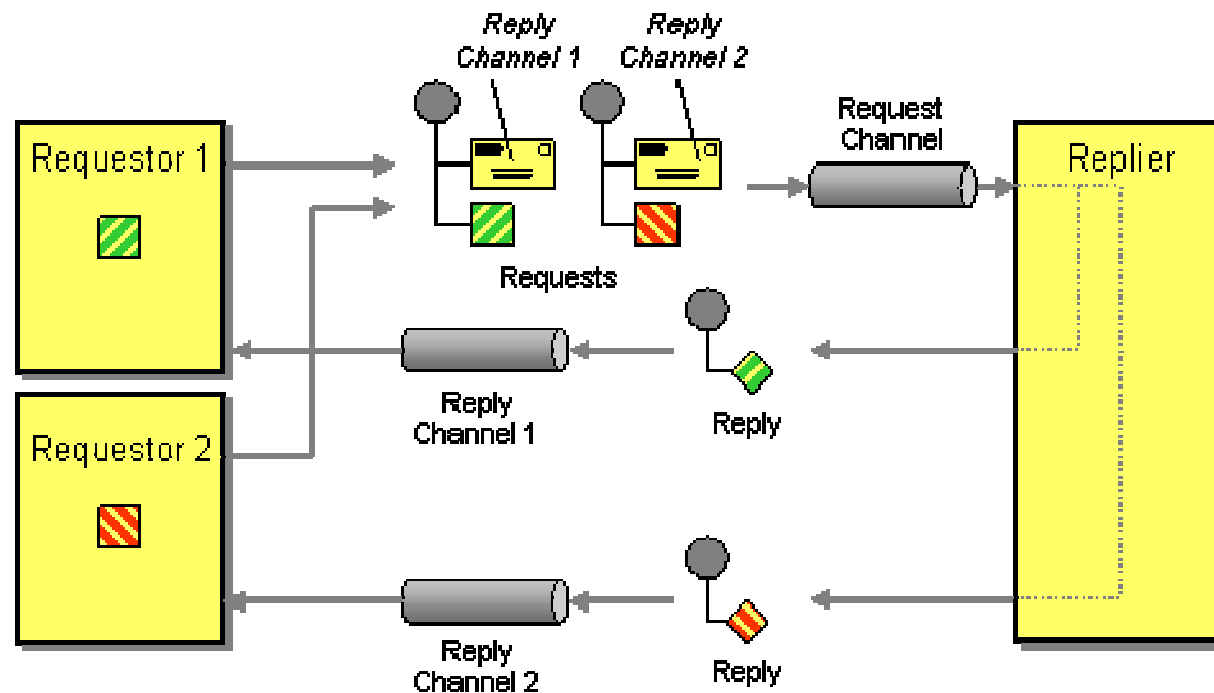 Reply
Channel 1
Reply
Channel 2
Request
Channel
Requestor 1
Replier
Requests
Reply
Channel 1
Reply
Requestor 2
Reply
Channel 2
Reply